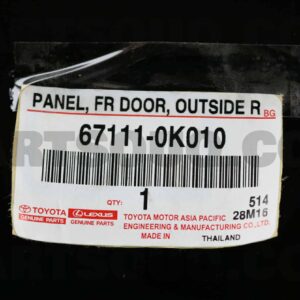 PANEL, FR DOOR, OUTSIDE R
BG
67111-0K010
QTY:
1
514
28M16
TOYOTA
GENUINE PARTS
LEXUS
GENUINE PARTS
TOYOTA MOTOR ASIA PACIFIC
ENGINEERING & MANUFACTURING CO.,LTD.
MADE IN
THAILAND